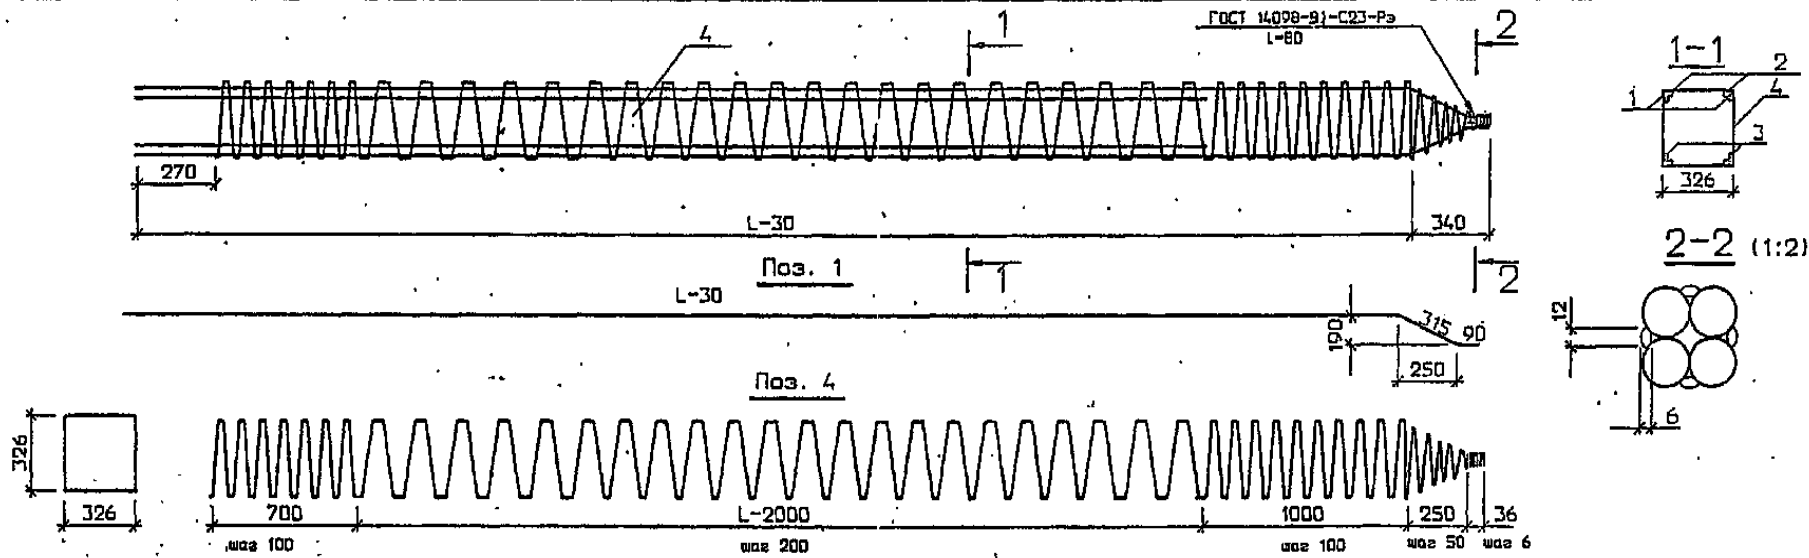 4
1
ГОСТ 14098-91-С23-Рэ
L-80
2
270
L-30
340
1
2
1-1
1
2
4
3
326
2-2 (1:2)
12
6
Поз. 1
L-30
190
315
90
250
Поз. 4
326
326
700
L-2000
1000
250
36
шаг 100
шаг 200
шаг 100
шаг 50
шаг 6